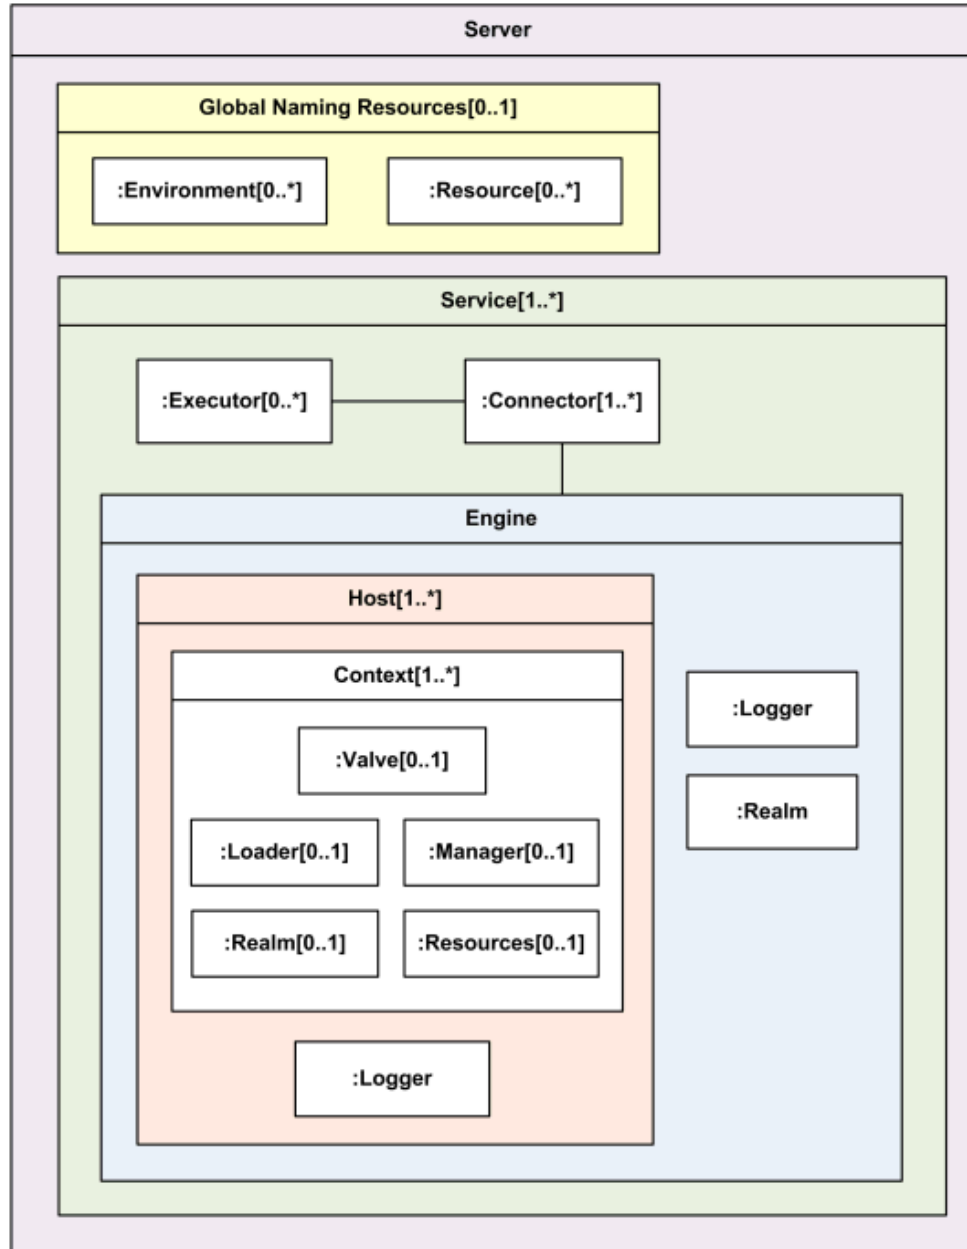 Server
Global Naming Resources[0..1]
:Environment[0..*]
:Resource[0..*]
Service[1..*]
:Executor[0..*]
:Connector[1..*]
Engine
Host[1..*]
Context[1..*]
:Valve[0..1]
:Loader[0..1]
:Manager[0..1]
:Realm[0..1]
:Resources[0..1]
:Logger
:Logger
:Realm